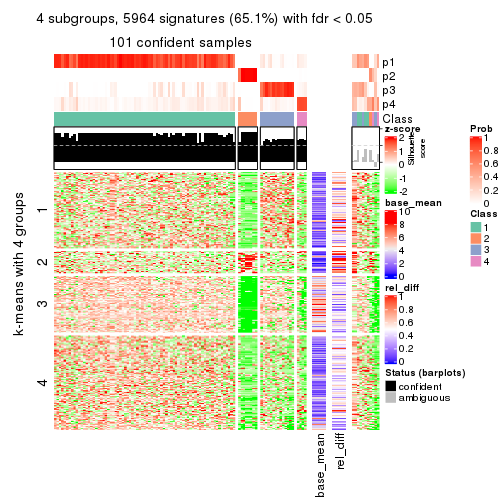 4 subgroups, 5964 signatures (65.1%) with fdr < 0.05
101 confident samples
p1
p2
p3
p4
Class
k-means with 4 groups
1
2
3
4
base_mean
rel_diff
Silhouette
score
z-score
2
1
0
-1
-2
base_mean
10
8
6
4
2
0
rel_diff
1
0.8
0.6
0.4
0.2
0
Status (barplots)
confident
ambiguous
Prob
1
0.8
0.6
0.4
0.2
0
Class
1
2
3
4